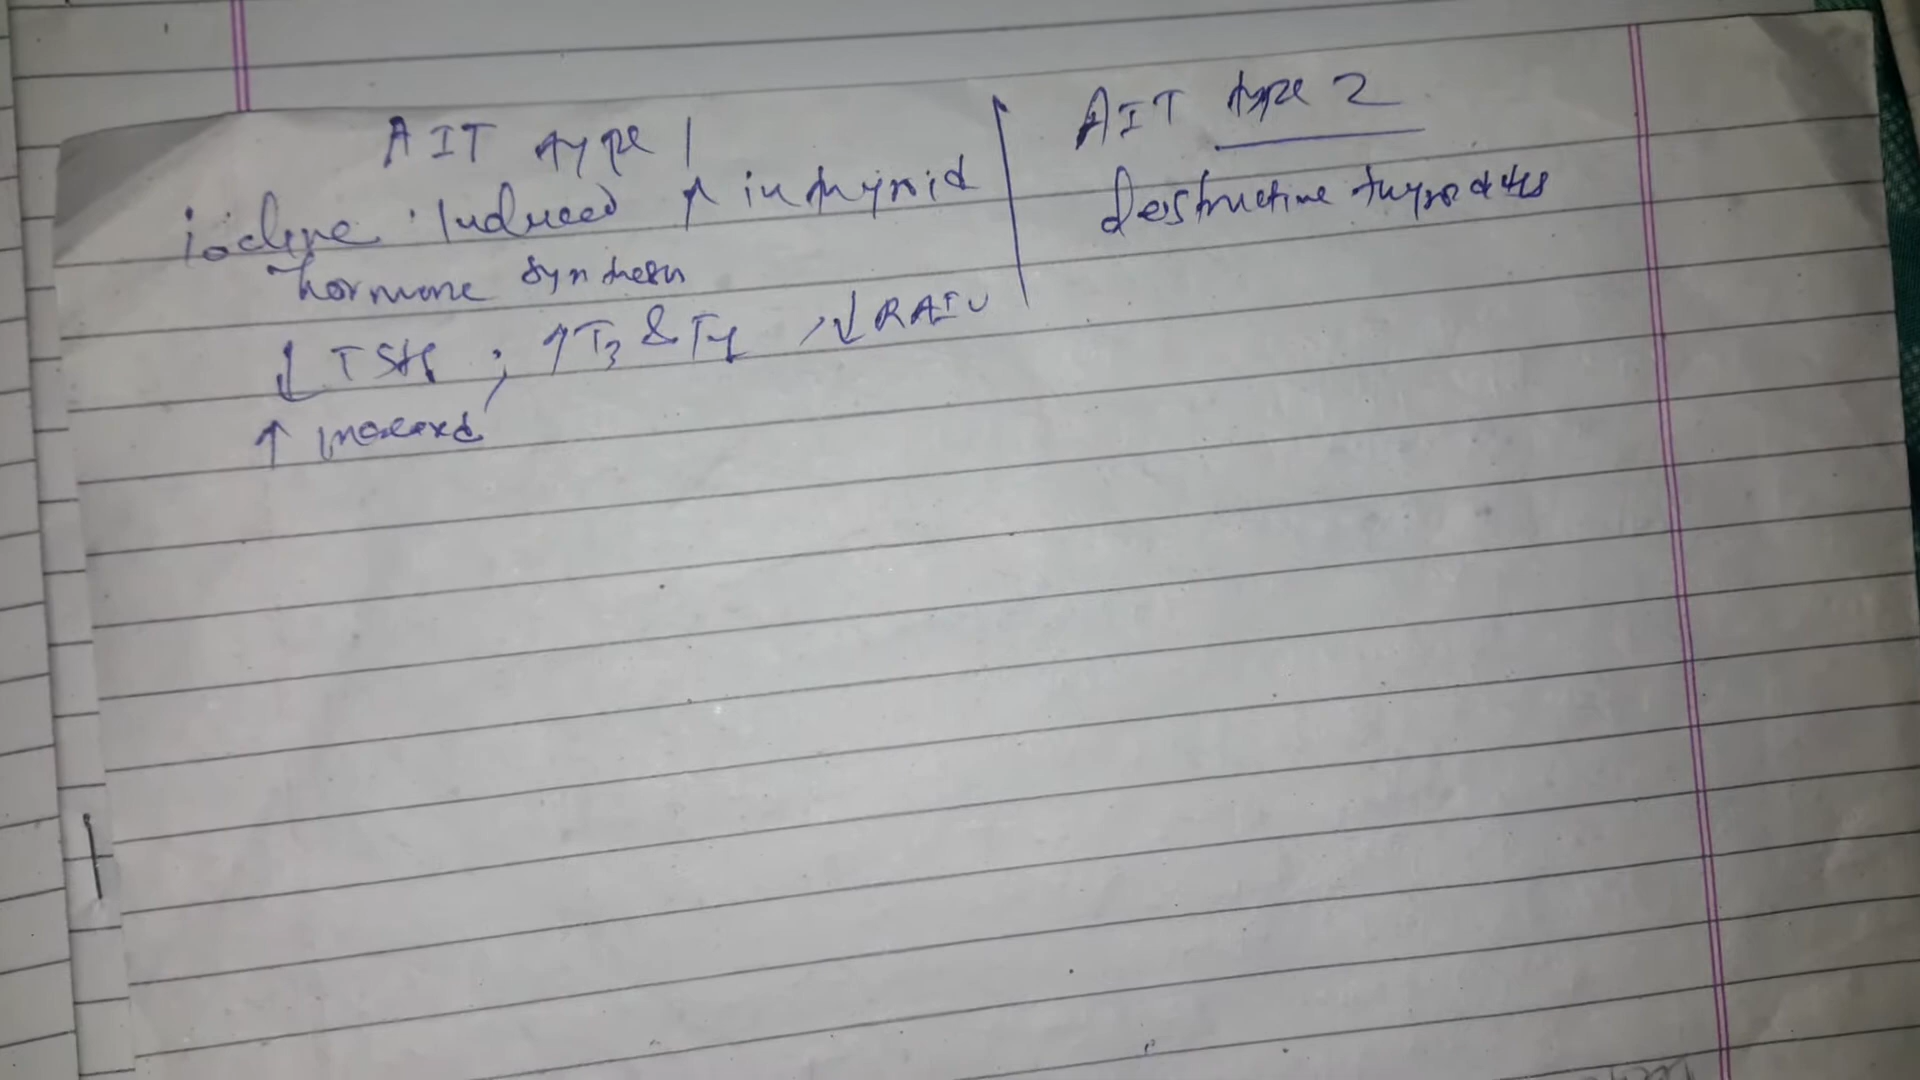 AIT type 1
iodine induced ↑ in thyroid
hormone synthesis
↓ TSH ; ↑ T3 & T4 , ↓ RAIU
↑ increased
AIT type 2
destructive thyroiditis